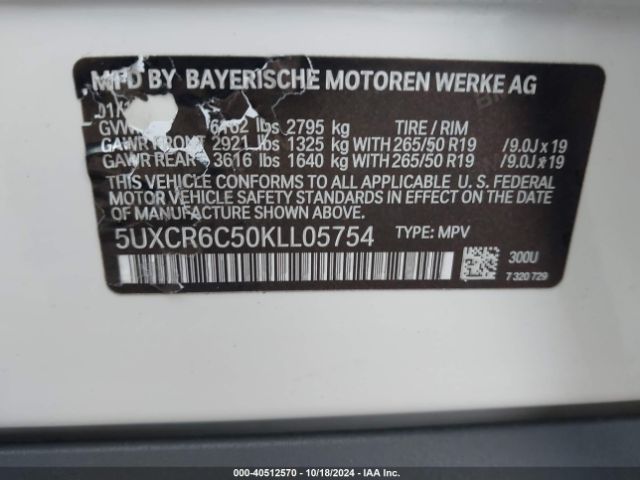 MFD BY BAYERISCHE MOTOREN WERKE AG
01/
GVW 6162 lbs 2795 kg TIRE / RIM
GAWR FRONT 2921 lbs 1325 kg WITH 265/50 R19 /9.0J x 19
GAWR REAR 3616 lbs 1640 kg WITH 265/50 R19 /9.0J x 19
THIS VEHICLE CONFORMS TO ALL APPLICABLE U. S. FEDERAL
MOTOR VEHICLE SAFETY STANDARDS IN EFFECT ON THE DATE
OF MANUFACTURE SHOWN ABOVE.
5UXCR6C50KLL05754 TYPE: MPV
300U
7 320 729
000-40512570 - 10/18/2024 - IAA Inc.